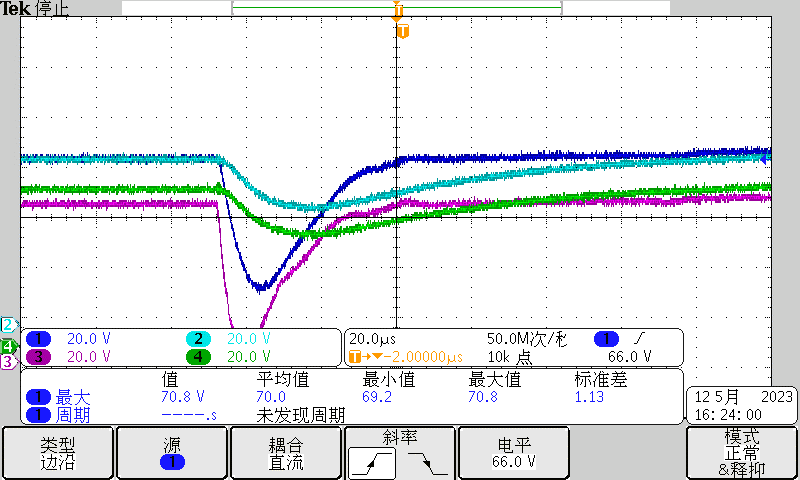 Tek 停止
T
2
4
3
1 20.0 V 2 20.0 V
3 20.0 V 4 20.0 V
20.0µs 50.0M次/秒 1
T→▼-2.00000µs 10k 点 66.0 V
值 平均值 最小值 最大值 标准差
1 最大 70.8 V 70.0 69.2 70.8 1.13
1 周期 ----.s 未发现周期
12 5月 2023
16:24:00
类型
边沿
源
1
耦合
直流
斜率
电平
66.0 V
模式
正常
&释抑